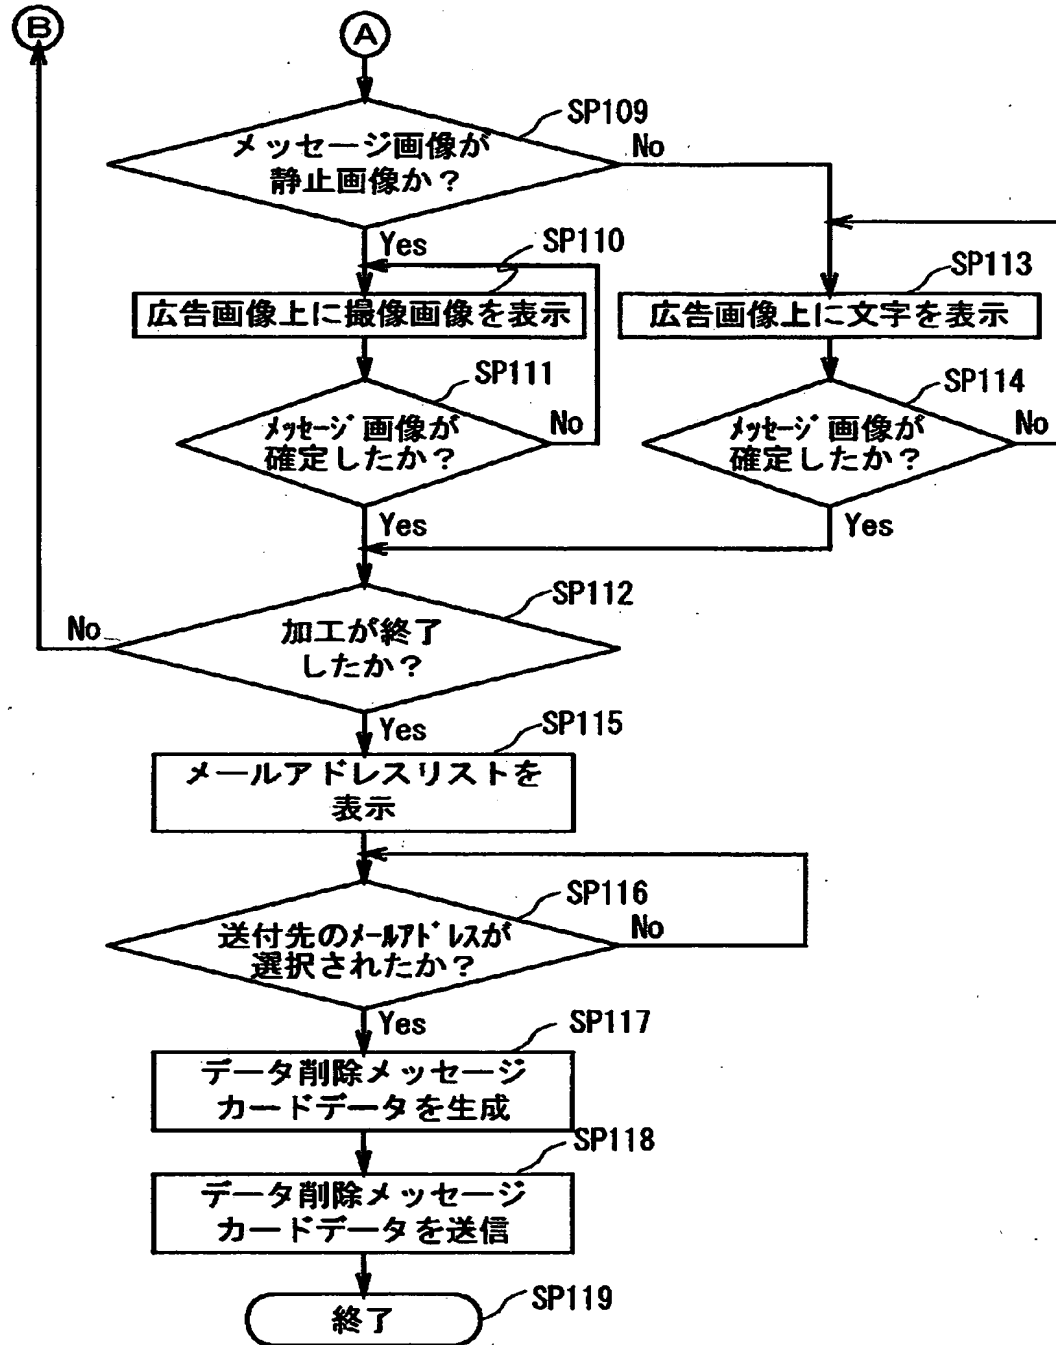 B
A
SP109
メッセージ画像が
静止画像か？
No
Yes
SP110
広告画像上に撮像画像を表示
SP113
広告画像上に文字を表示
SP111
ﾒｯｾｰｼﾞ画像が
確定したか？
No
Yes
SP114
ﾒｯｾｰｼﾞ画像が
確定したか？
No
Yes
SP112
加工が終了
したか？
No
Yes
SP115
メールアドレスリストを
表示
SP116
送付先のﾒｰﾙｱﾄﾞﾚｽが
選択されたか？
No
Yes
SP117
データ削除メッセージ
カードデータを生成
SP118
データ削除メッセージ
カードデータを送信
SP119
終了